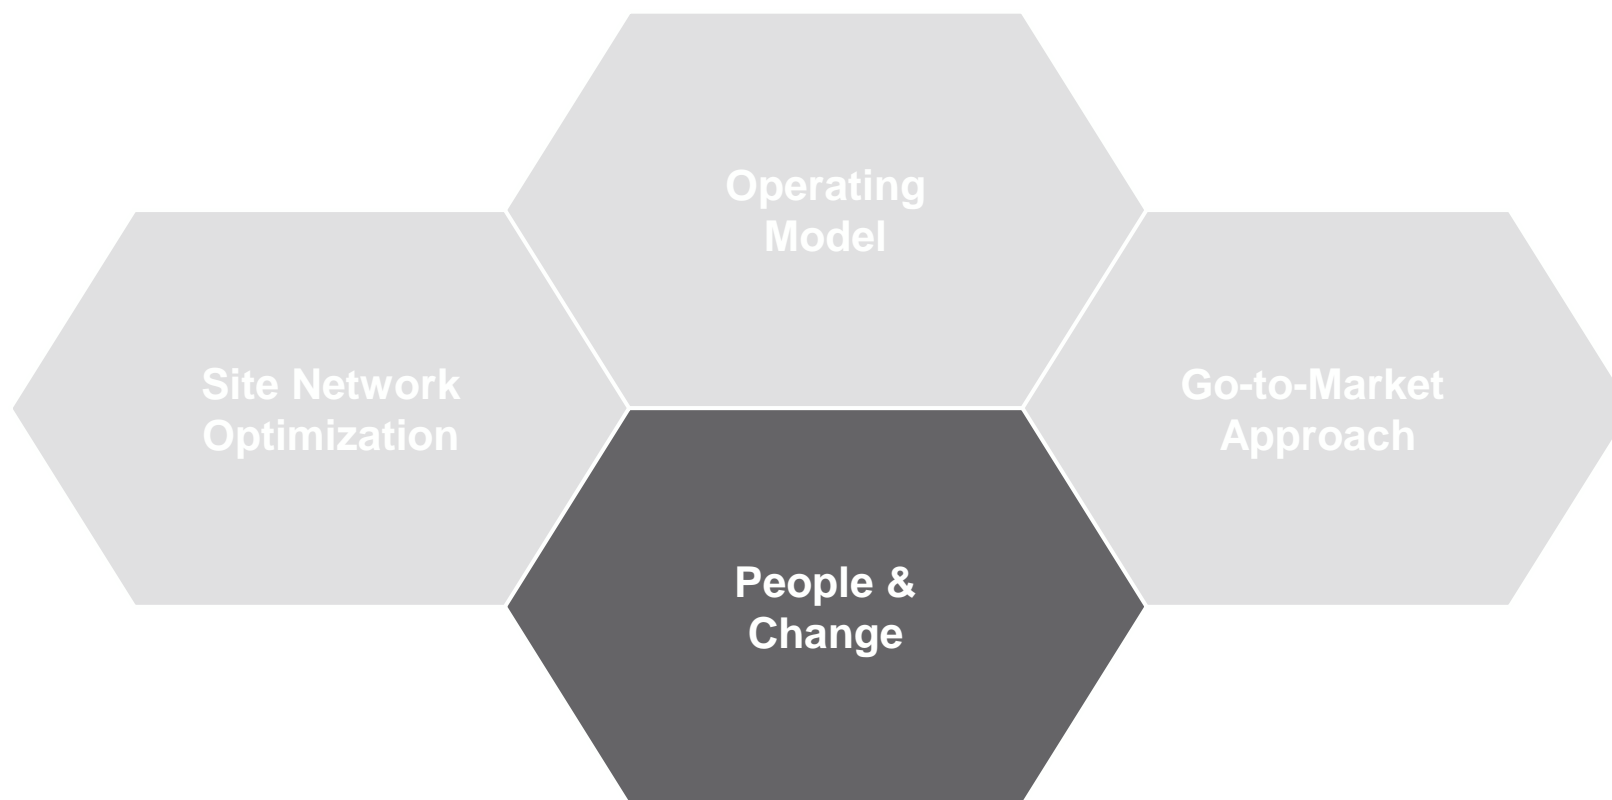 Operating
Model
Site Network
Optimization
Go-to-Market
Approach
People &
Change